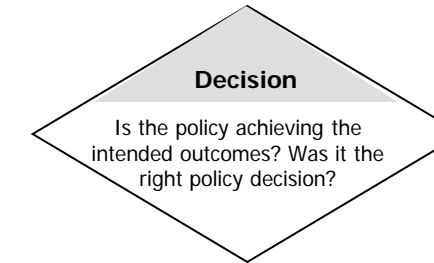 Decision
Is the policy achieving the
intended outcomes? Was it the
right policy decision?